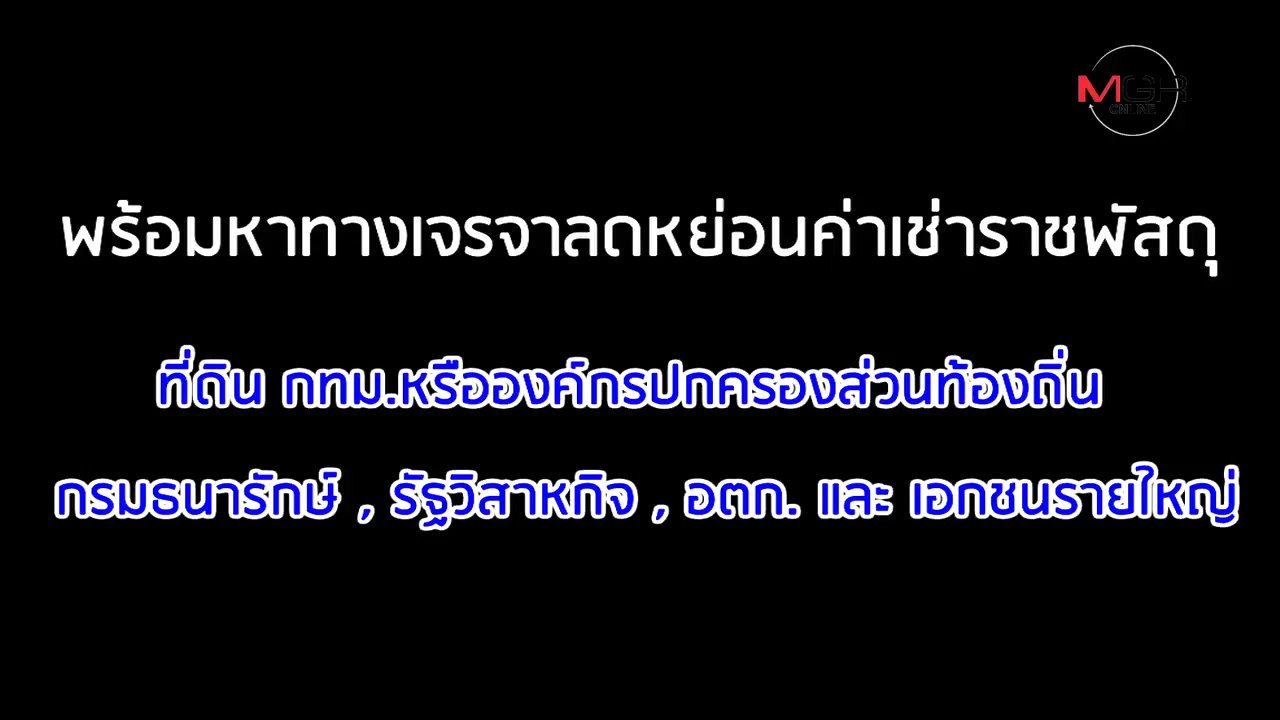 MGR
ONLINE
พร้อมหาทางเจรจาลดหย่อนค่าเช่าราชพัสดุ
ที่ดิน กทม.หรือองค์กรปกครองส่วนท้องถิ่น
กรมธนารักษ์ , รัฐวิสาหกิจ , อตก. และ เอกชนรายใหญ่